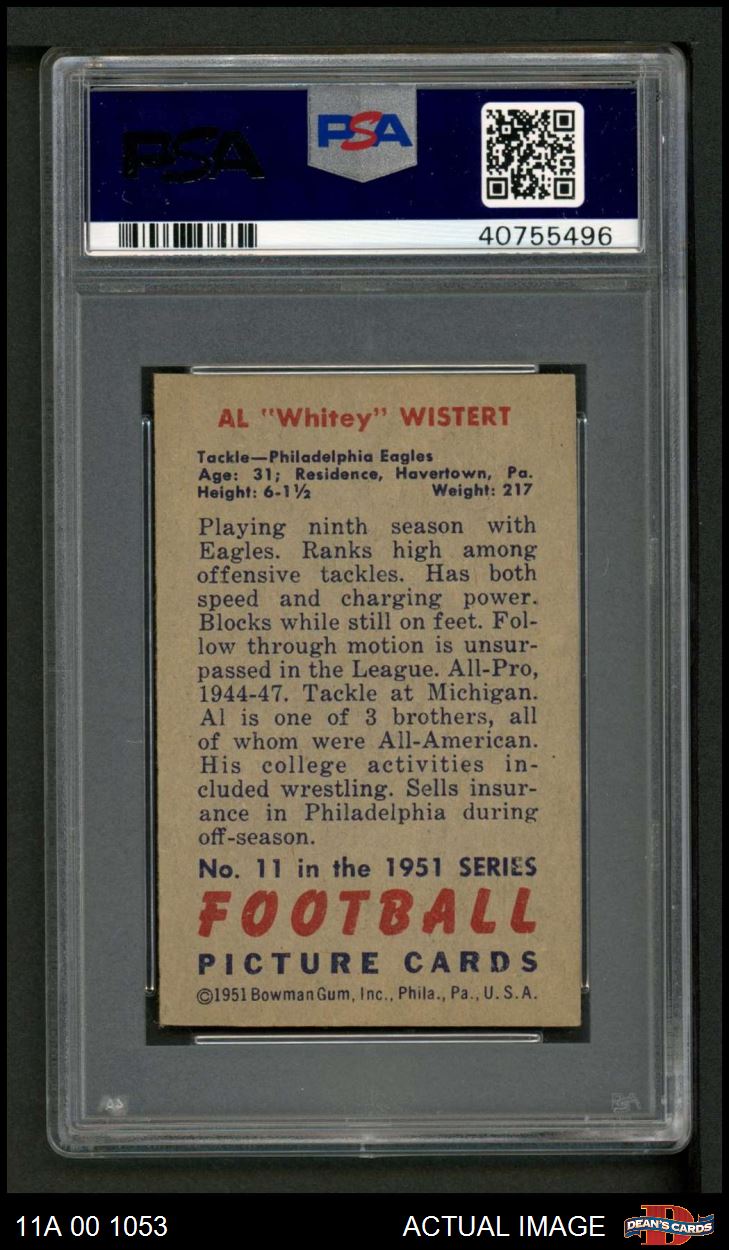 PSA
PSA
40755496
AL "Whitey" WISTERT
Tackle—Philadelphia Eagles
Age: 31; Residence, Havertown, Pa.
Height: 6-1½ Weight: 217
Playing ninth season with
Eagles. Ranks high among
offensive tackles. Has both
speed and charging power.
Blocks while still on feet. Fol-
low through motion is unsur-
passed in the League. All-Pro,
1944-47. Tackle at Michigan.
Al is one of 3 brothers, all
of whom were All-American.
His college activities in-
cluded wrestling. Sells insur-
ance in Philadelphia during
off-season.
No. 11 in the 1951 SERIES
FOOTBALL
PICTURE CARDS
©1951 Bowman Gum, Inc., Phila., Pa., U. S. A.
PSA
11A 00 1053 ACTUAL IMAGE DEAN'S CARDS